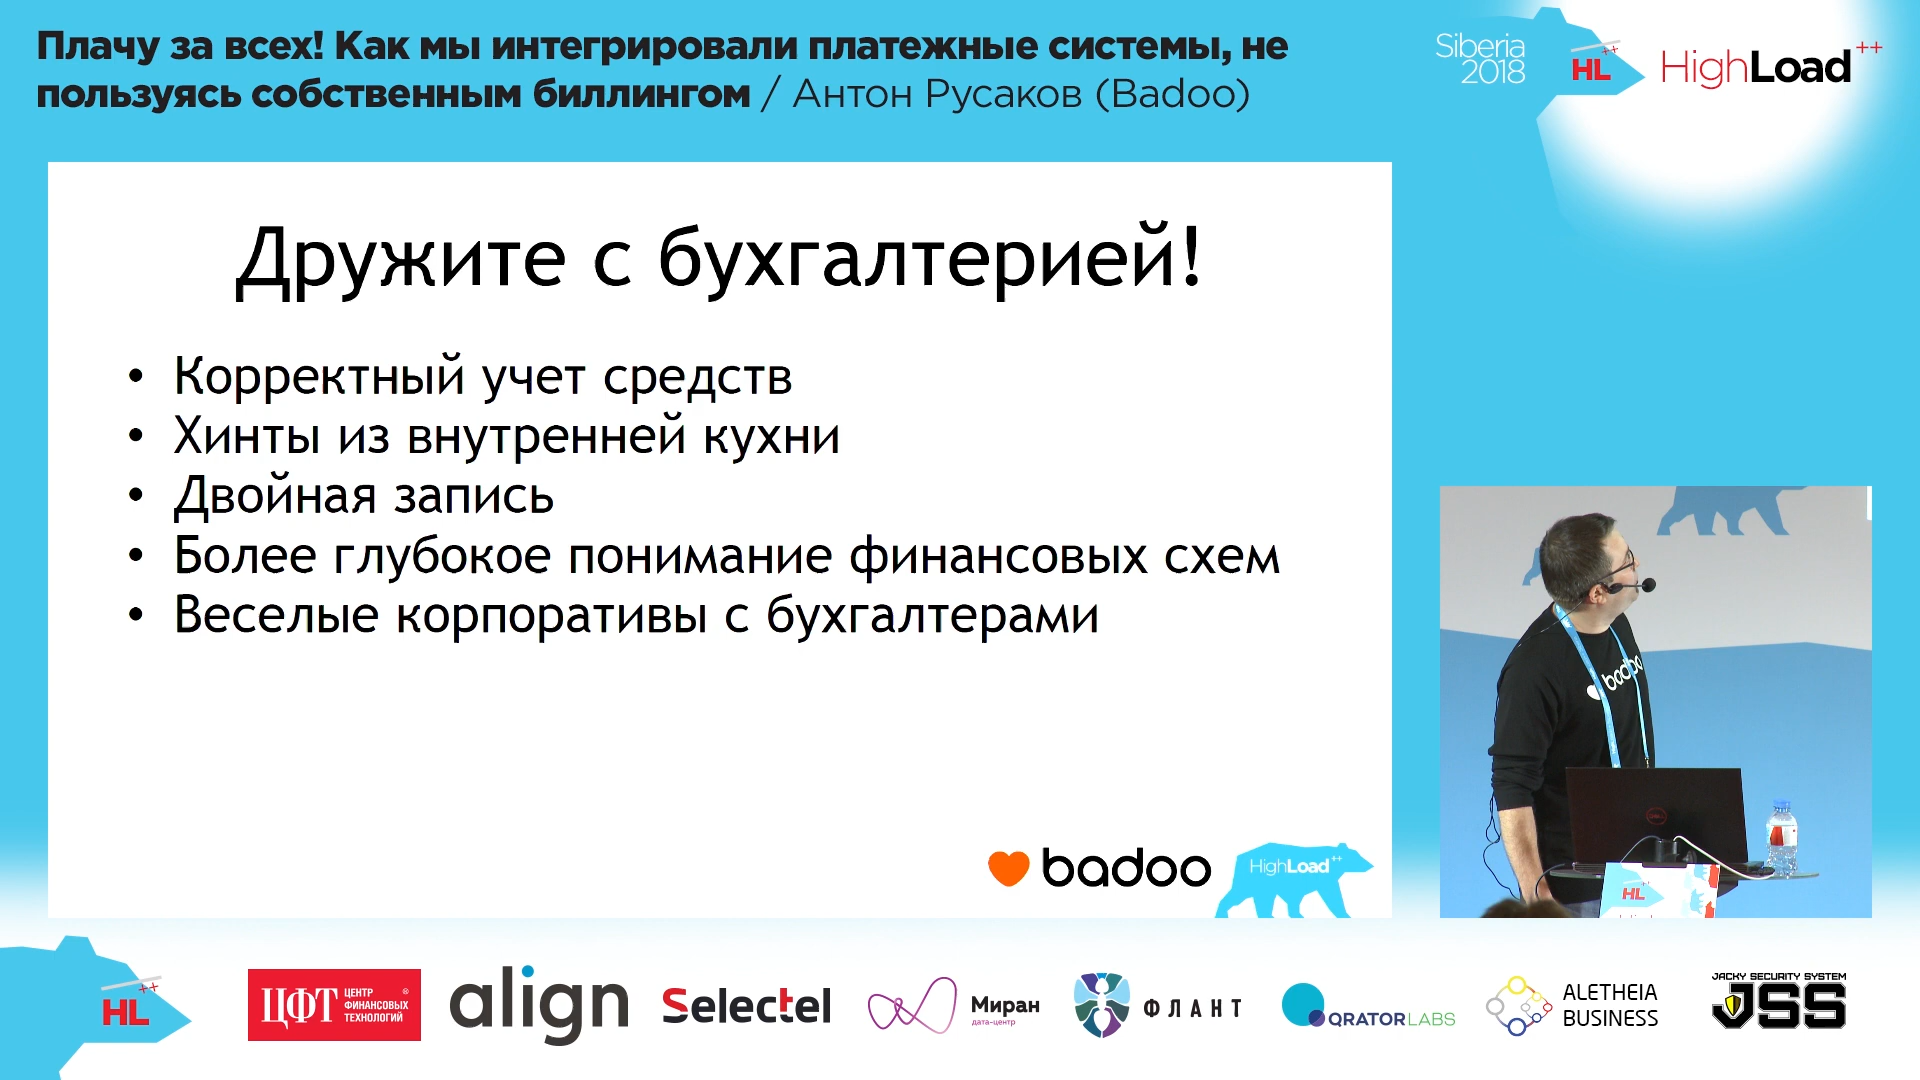 Плачу за всех! Как мы интегрировали платежные системы, не
пользуясь собственным биллингом / Антон Русаков (Badoo)
Siberia
2018
HL++
HighLoad++
Дружите с бухгалтерией!
• Корректный учет средств
• Хинты из внутренней кухни
• Двойная запись
• Более глубокое понимание финансовых схем
• Веселые корпоративы с бухгалтерами
badoo
HighLoad++
badoo
HL
HL++
ЦФТ
ЦЕНТР
ФИНАНСОВЫХ
ТЕХНОЛОГИЙ
®
align
Selectel
Миран
дата-центр
ФЛАНТ
QRATOR LABS
ALETHEIA
BUSINESS
JACKY SECURITY SYSTEM
JSS